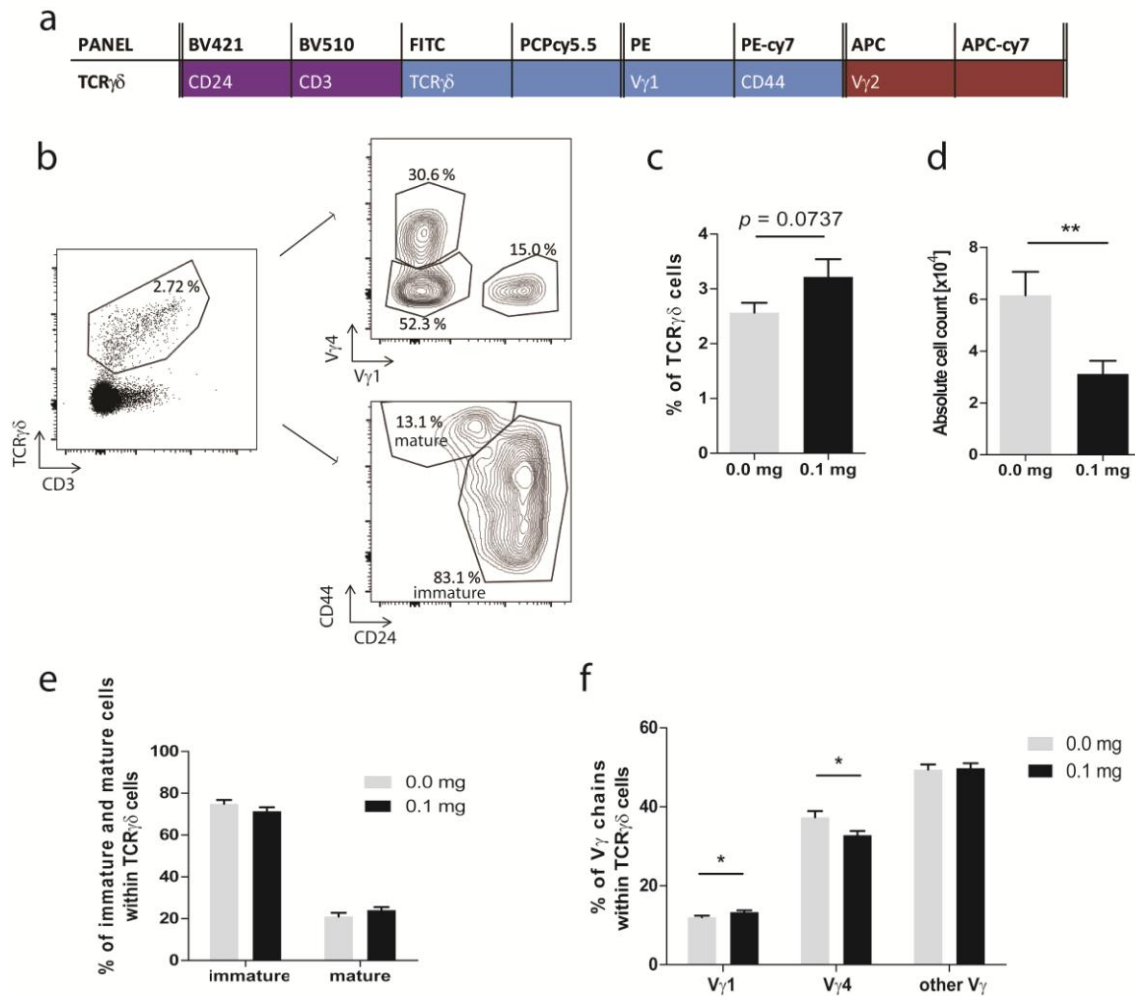 a
PANEL BV421 BV510 FITC PCPcy5.5 PE PE-cy7 APC APC-cy7
TCRγδ CD24 CD3 TCRγδ Vγ1 CD44 Vγ2
b
2.72 %
TCRγδ
CD3
30.6 %
15.0 %
52.3 %
Vγ4
Vγ1
13.1 %
mature
83.1 %
immature
CD44
CD24
c
p = 0.0737
% of TCRγδ cells
4
3
2
1
0
0.0 mg 0.1 mg
d
**
Absolute cell count [x10⁴]
8
6
4
2
0
0.0 mg 0.1 mg
e
% of immature and mature cells
within TCRγδ cells
100
80
60
40
20
0
immature mature
0.0 mg
0.1 mg
f
% of Vγ chains
within TCRγδ cells
60
40
20
0
*
*
Vγ1 Vγ4 other Vγ
0.0 mg
0.1 mg